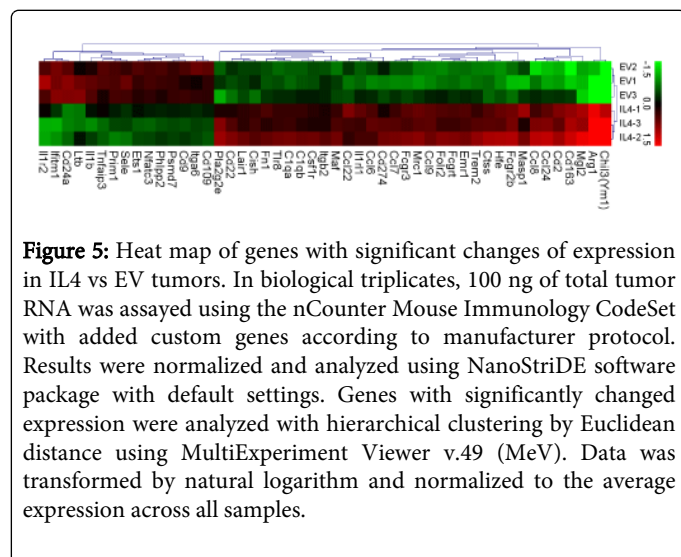 EV2
EV1
EV3
IL4-1
IL4-3
IL4-2
-1.5
0.0
1.5
Il1r2
Ifitm1
Cd24a
Ltb
Il1b
Tnfaip3
Prim1
Sele
Ets1
Nfatc3
Phlpp2
Psmd7
Cd9
Itga6
Cd109
Pla2g2e
Cd22
Lair1
Cish
Fn1
Tlr8
C1qa
C1qb
Csf1r
Itgb2
Maf
Ccl22
Il1rl1
Ccl6
Cd274
Ccl7
Fcgr3
Mrc1
Ccl9
Folr2
Fcgrt
Emr1
Trem2
Ctss
Hfe
Fcgr2b
Masp1
Ccl8
Ccl24
Cd2
Cd163
Mgl2
Arg1
Chil3(Ym1)
Figure 5: Heat map of genes with significant changes of expression
in IL4 vs EV tumors. In biological triplicates, 100 ng of total tumor
RNA was assayed using the nCounter Mouse Immunology CodeSet
with added custom genes according to manufacturer protocol.
Results were normalized and analyzed using NanoStriDE software
package with default settings. Genes with significantly changed
expression were analyzed with hierarchical clustering by Euclidean
distance using MultiExperiment Viewer v.49 (MeV). Data was
transformed by natural logarithm and normalized to the average
expression across all samples.